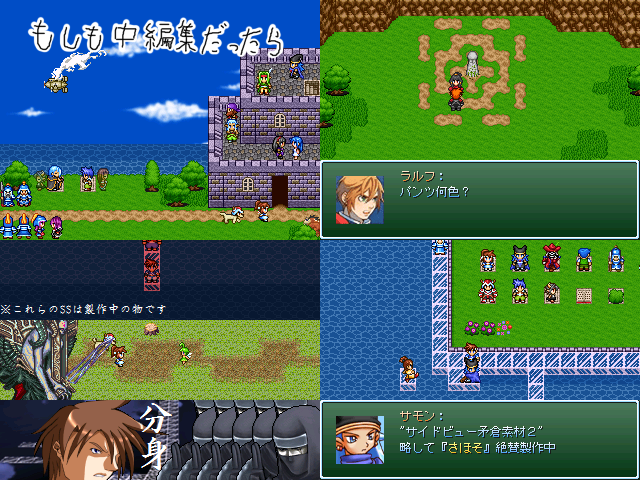 もしも中編集だったら
ラルフ：
パンツ何色？
※これらのSSは製作中の物です
分身
サモン：
"サイドビュー矛倉素材２"
略して『さほそ』絶賛製作中